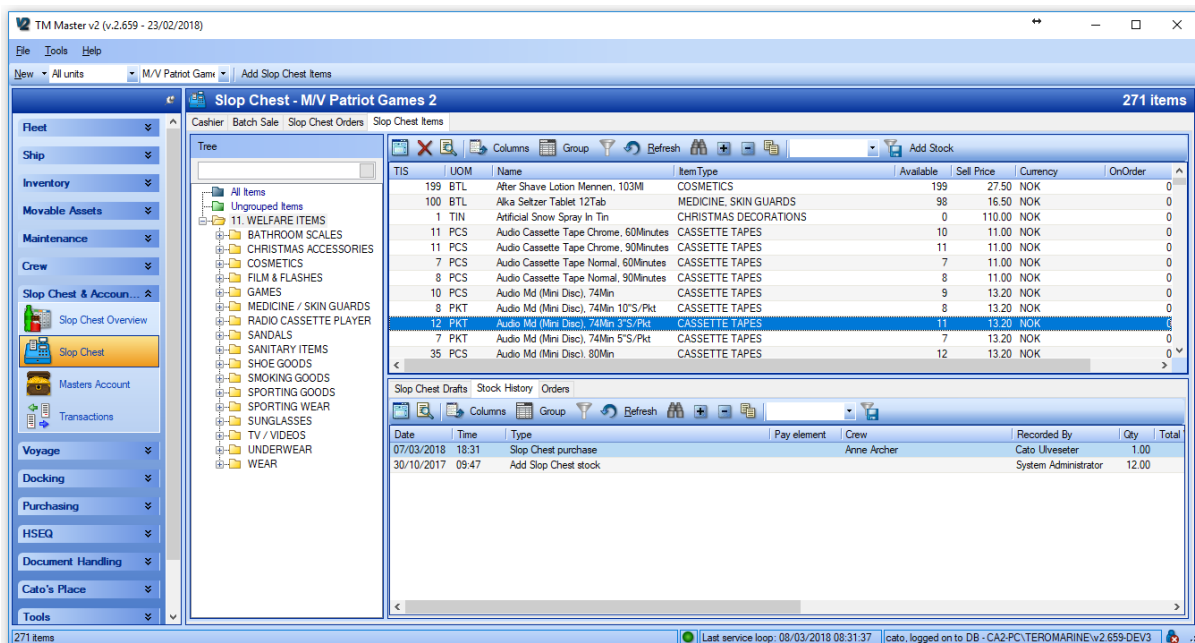 TM Master v2 (v.2.659 - 23/02/2018)
File Tools Help
New All units M/V Patriot Game Add Slop Chest Items
Slop Chest - M/V Patriot Games 2 271 items
Fleet
Ship
Inventory
Movable Assets
Maintenance
Crew
Slop Chest & Accoun...
Slop Chest Overview
Slop Chest
Masters Account
Transactions
Voyage
Docking
Purchasing
HSEQ
Document Handling
Cato's Place
Tools
Cashier Batch Sale Slop Chest Orders Slop Chest Items
Tree
All Items
Ungrouped Items
11. WELFARE ITEMS
BATHROOM SCALES
CHRISTMAS ACCESSORIES
COSMETICS
FILM & FLASHES
GAMES
MEDICINE / SKIN GUARDS
RADIO CASSETTE PLAYER
SANDALS
SANITARY ITEMS
SHOE GOODS
SMOKING GOODS
SPORTING GOODS
SPORTING WEAR
SUNGLASSES
TV / VIDEOS
UNDERWEAR
WEAR
Columns Group Refresh Add Stock
TIS UOM Name ItemType Available Sell Price Currency OnOrder
199 BTL After Shave Lotion Mennen, 103Ml COSMETICS 199 27.50 NOK 0
100 BTL Alka Seltzer Tablet 12Tab MEDICINE, SKIN GUARDS 98 16.50 NOK 0
1 TIN Artificial Snow Spray In Tin CHRISTMAS DECORATIONS 0 110.00 NOK 0
11 PCS Audio Cassette Tape Chrome, 60Minutes CASSETTE TAPES 10 11.00 NOK 0
11 PCS Audio Cassette Tape Chrome, 90Minutes CASSETTE TAPES 11 11.00 NOK 0
7 PCS Audio Cassette Tape Normal, 60Minutes CASSETTE TAPES 7 11.00 NOK 0
8 PCS Audio Cassette Tape Normal, 90Minutes CASSETTE TAPES 8 11.00 NOK 0
10 PCS Audio Md (Mini Disc), 74Min CASSETTE TAPES 9 13.20 NOK 0
8 PKT Audio Md (Mini Disc), 74Min 10"S/Pkt CASSETTE TAPES 8 13.20 NOK 0
12 PKT Audio Md (Mini Disc), 74Min 3"S/Pkt CASSETTE TAPES 11 13.20 NOK 0
7 PKT Audio Md (Mini Disc), 74Min 5"S/Pkt CASSETTE TAPES 7 13.20 NOK 0
35 PCS Audio Md (Mini Disc), 80Min CASSETTE TAPES 12 13.20 NOK 0
Slop Chest Drafts Stock History Orders
Columns Group Refresh
Date Time Type Pay element Crew Recorded By Qty Total
07/03/2018 18:31 Slop Chest purchase Anne Archer Cato Ulveseter 1.00
30/10/2017 09:47 Add Slop Chest stock System Administrator 12.00
271 items Last service loop: 08/03/2018 08:31:37 cato, logged on to DB - CA2-PC\TEROMARINE\v2.659-DEV3